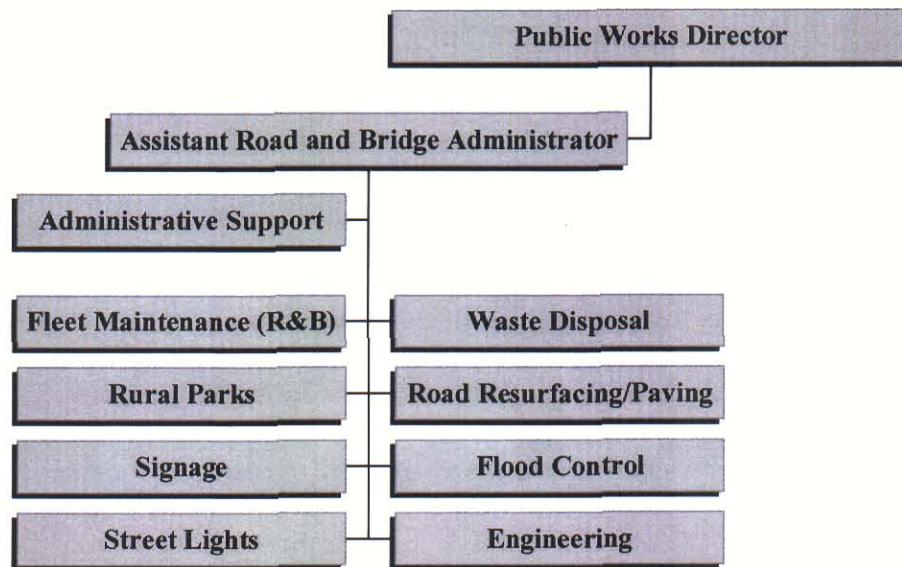 Public Works Director
Assistant Road and Bridge Administrator
Administrative Support
Fleet Maintenance (R&B)
Waste Disposal
Rural Parks
Road Resurfacing/Paving
Signage
Flood Control
Street Lights
Engineering